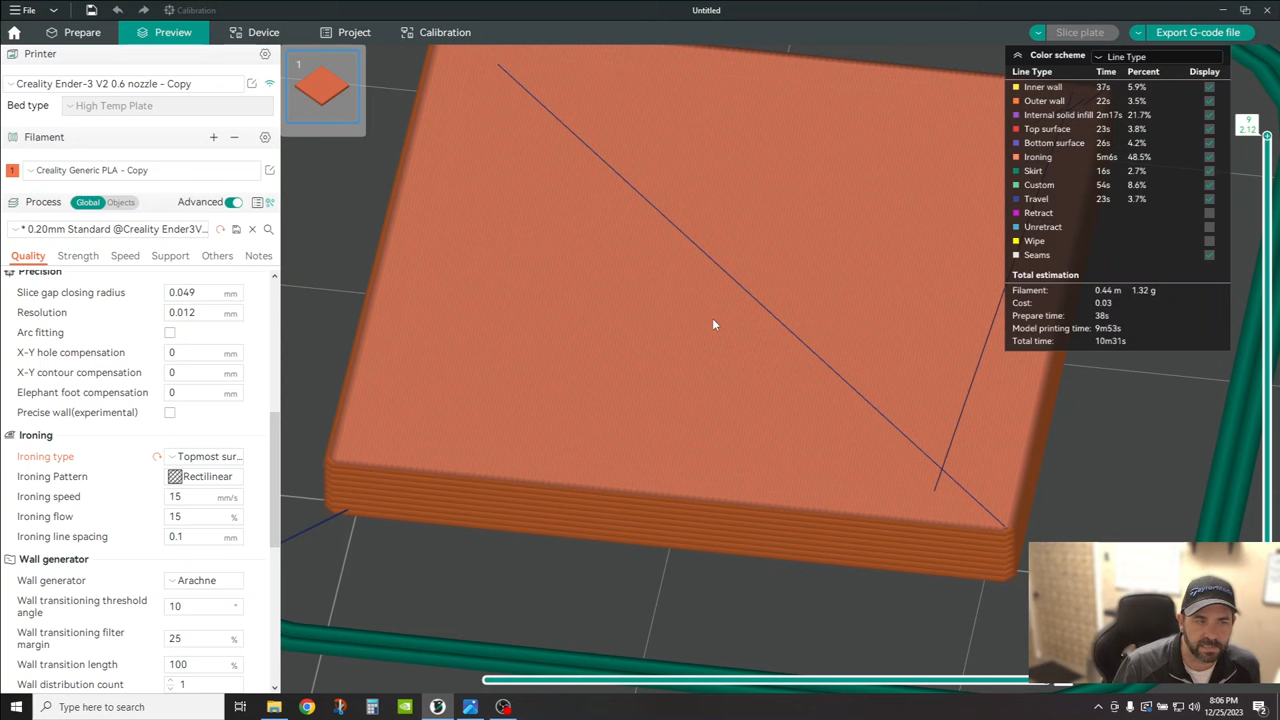 File
Calibration
Untitled
Prepare
Preview
Device
Project
Calibration
Slice plate
Export G-code file
Printer
Creality Ender-3 V2 0.6 nozzle - Copy
Bed type
High Temp Plate
Filament
1
Creality Generic PLA - Copy
Process
Global
Objects
Advanced
* 0.20mm Standard @Creality Ender3V...
Quality
Strength
Speed
Support
Others
Notes
Precision
Slice gap closing radius 0.049 mm
Resolution 0.012 mm
Arc fitting
X-Y hole compensation 0 mm
X-Y contour compensation 0 mm
Elephant foot compensation 0 mm
Precise wall(experimental)
Ironing
Ironing type Topmost sur...
Ironing Pattern Rectilinear
Ironing speed 15 mm/s
Ironing flow 15 %
Ironing line spacing 0.1 mm
Wall generator
Wall generator Arachne
Wall transitioning threshold
angle 10 °
Wall transitioning filter
margin 25 %
Wall transition length 100 %
Wall distribution count 1
1
Color scheme Line Type
Line Type Time Percent Display
Inner wall 37s 5.9%
Outer wall 22s 3.5%
Internal solid infill 2m17s 21.7%
Top surface 23s 3.8%
Bottom surface 26s 4.2%
Ironing 5m6s 48.5%
Skirt 16s 2.7%
Custom 54s 8.6%
Travel 23s 3.7%
Retract
Unretract
Wipe
Seams
Total estimation
Filament: 0.44 m 1.32 g
Cost: 0.03
Prepare time: 38s
Model printing time: 9m53s
Total time: 10m31s
9
2.12
Type here to search
8:06 PM
12/25/2023
2